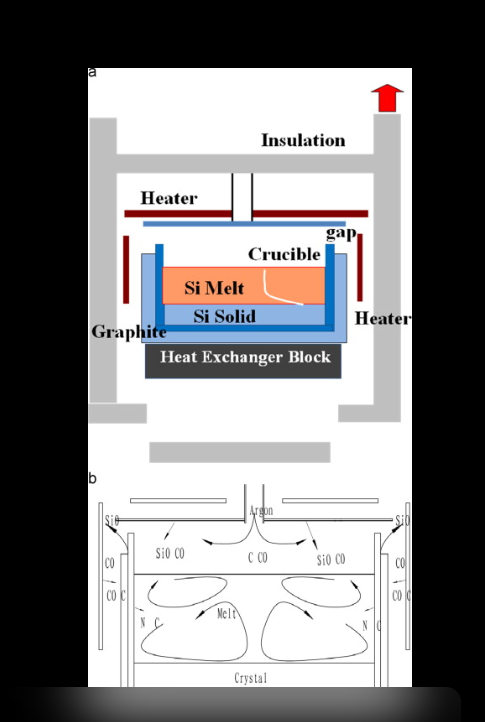 a
Insulation
Heater
gap
Crucible
Si Melt
Si Solid
Heater
Graphite
Heat Exchanger Block
b
Argon
SiO
SiO
SiO CO
C CO
SiO CO
CO
CO
CO C
CO C
Melt
N C
N C
Crystal